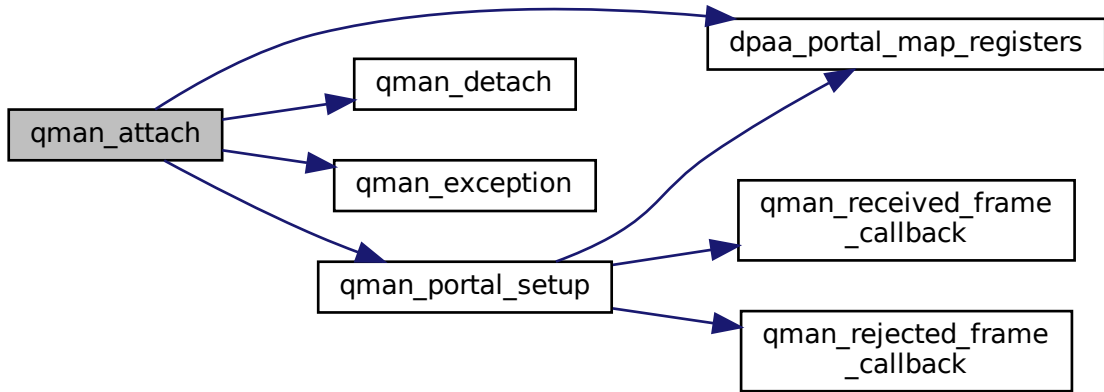 qman_attach
qman_detach
qman_exception
qman_portal_setup
dpaa_portal_map_registers
qman_received_frame
_callback
qman_rejected_frame
_callback